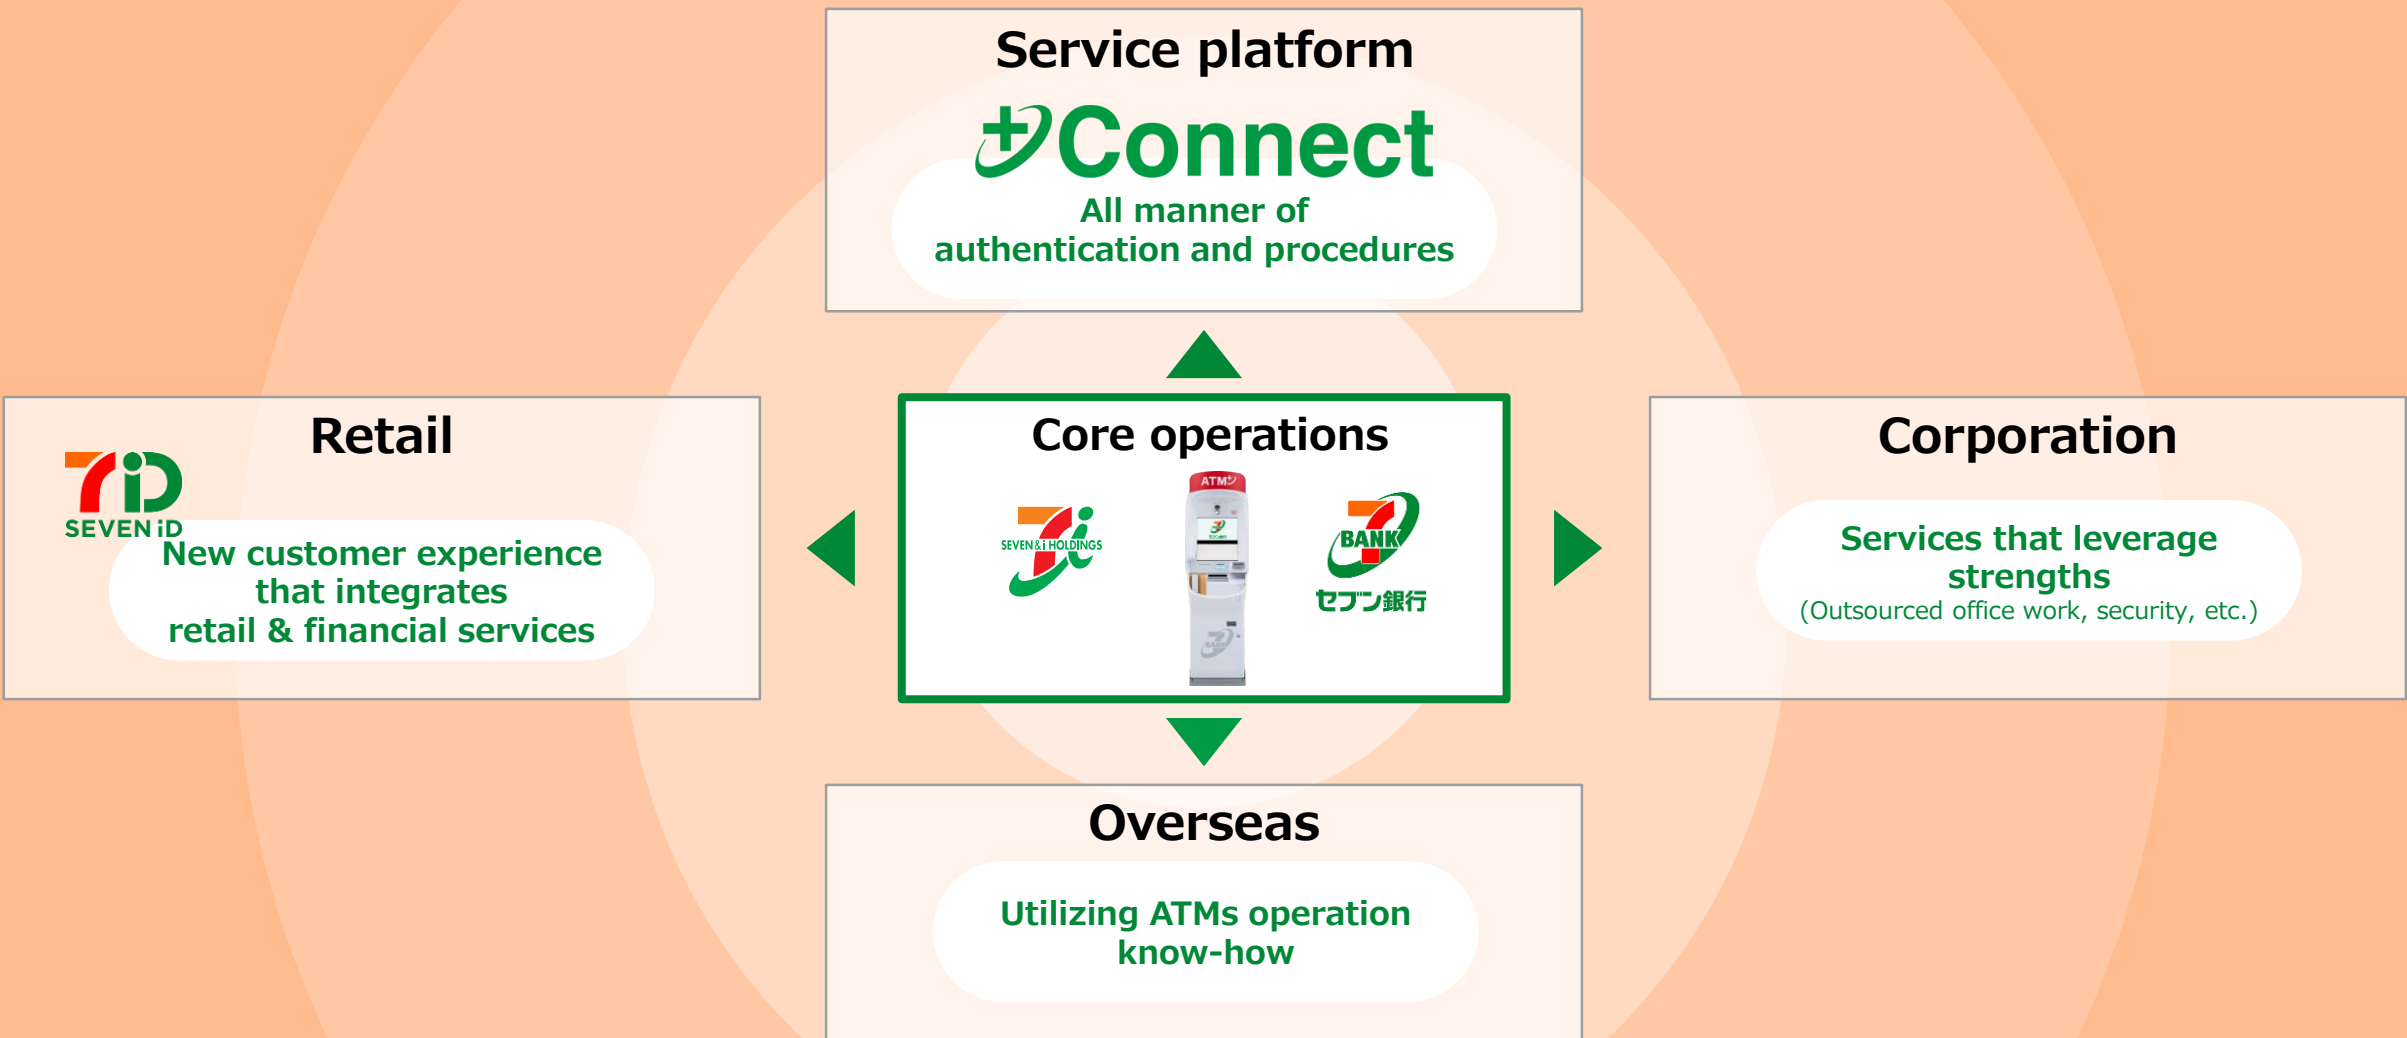 Service platform
+Connect
All manner of
authentication and procedures
Retail
7iD
SEVEN iD
New customer experience
that integrates
retail & financial services
Core operations
SEVEN & i HOLDINGS
ATM+
7
BANK
セブン銀行
Corporation
Services that leverage
strengths
(Outsourced office work, security, etc.)
Overseas
Utilizing ATMs operation
know-how